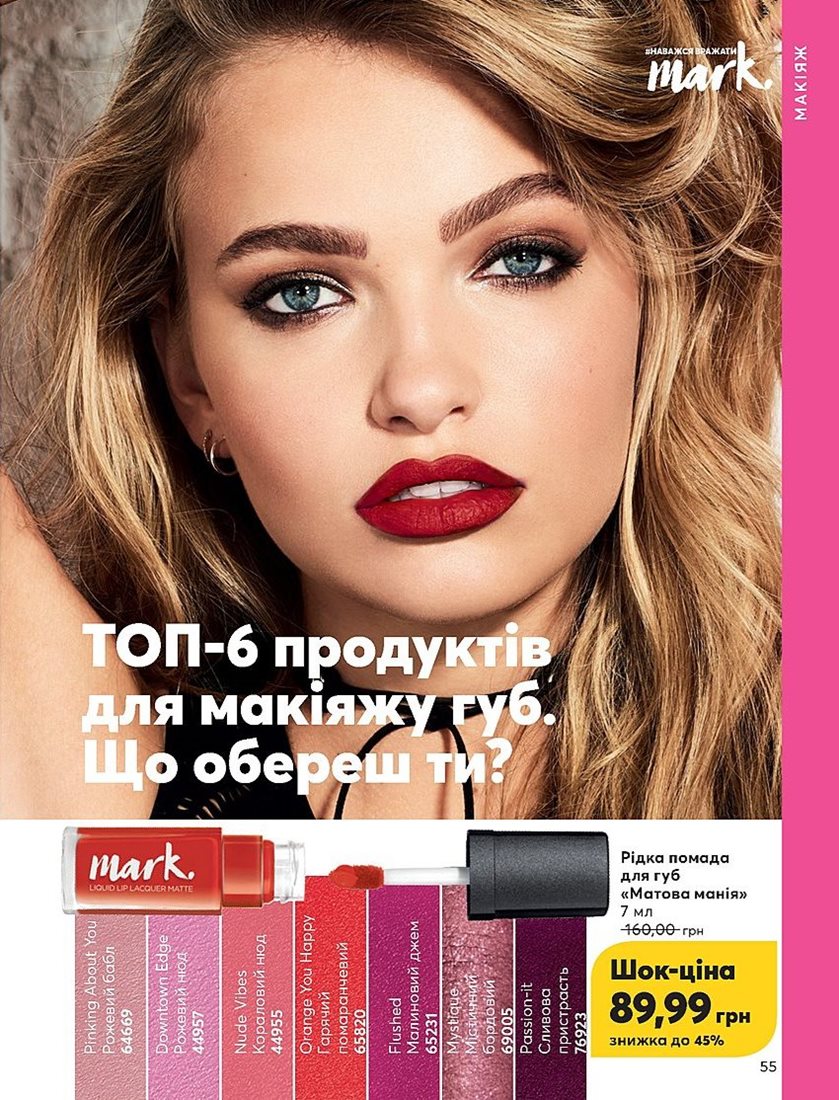 #НАВАЖСЯ ВРАЖАТИ
mark.
МАКІЯЖ
ТОП-6 продуктів
для макіяжу губ.
Що обереш ти?
mark.
LIQUID LIP LACQUER MATTE
Pinking About You
Рожевий бабл
64669
Downtown Edge
Рожевий нюд
44957
Nude Vibes
Кораловий нюд
44955
Orange You Happy
Гарячий
помаранчевий
65820
Flushed
Малиновий джем
65231
Mystique
Містичний
бордовий
69005
Passion-it
Сливова
пристрасть
76923
Рідка помада
для губ
«Матова манія»
7 мл
160,00 грн
Шок-ціна
89,99 грн
знижка до 45%
55